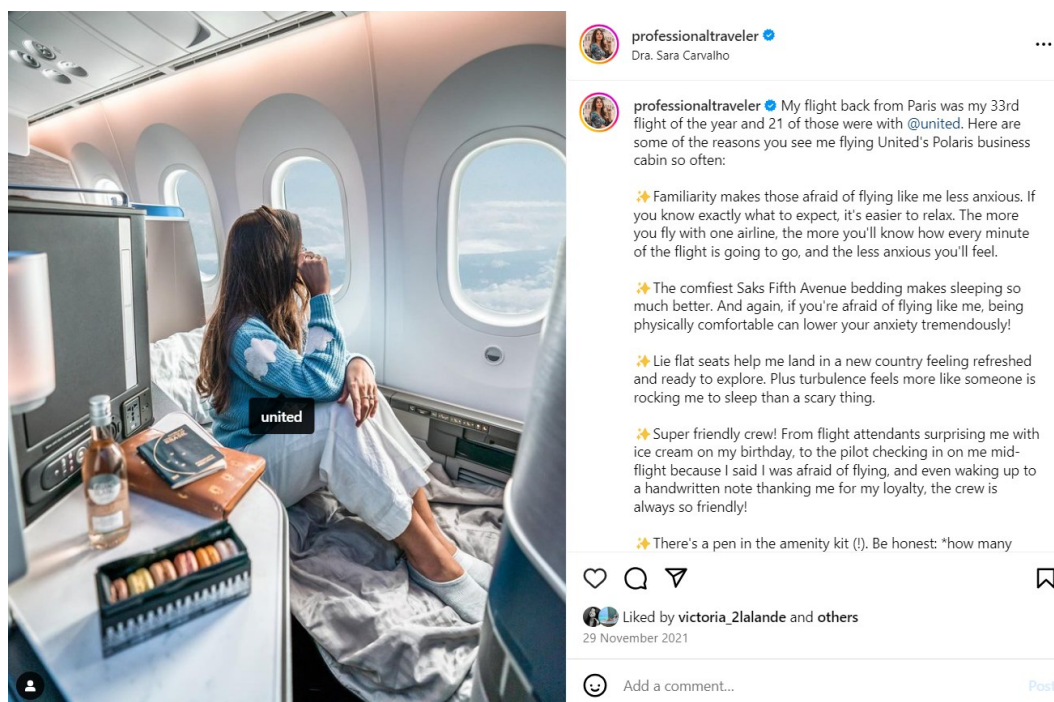 professionaltraveler
Dra. Sara Carvalho
professionaltraveler My flight back from Paris was my 33rd
flight of the year and 21 of those were with @united. Here are
some of the reasons you see me flying United's Polaris business
cabin so often:
✨Familiarity makes those afraid of flying like me less anxious. If
you know exactly what to expect, it's easier to relax. The more
you fly with one airline, the more you'll know how every minute
of the flight is going to go, and the less anxious you'll feel.
✨The comfiest Saks Fifth Avenue bedding makes sleeping so
much better. And again, if you're afraid of flying like me, being
physically comfortable can lower your anxiety tremendously!
✨Lie flat seats help me land in a new country feeling refreshed
and ready to explore. Plus turbulence feels more like someone is
rocking me to sleep than a scary thing.
✨Super friendly crew! From flight attendants surprising me with
ice cream on my birthday, to the pilot checking in on me mid-
flight because I said I was afraid of flying, and even waking up to
a handwritten note thanking me for my loyalty, the crew is
always so friendly!
✨There's a pen in the amenity kit (!). Be honest: *how many
united
Liked by victoria_2lalande and others
29 November 2021
Add a comment...
Post